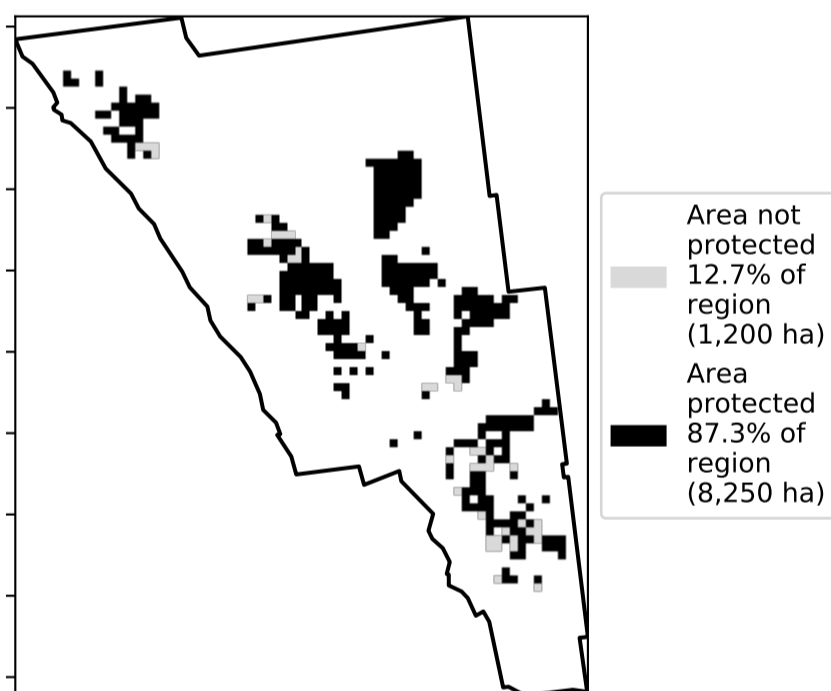 Area not
protected
12.7% of
region
(1,200 ha)
Area
protected
87.3% of
region
(8,250 ha)